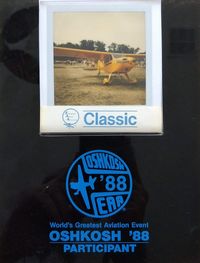 Classic
OSHKOSH
'88
EAA
World's Greatest Aviation Event
OSHKOSH '88
PARTICIPANT